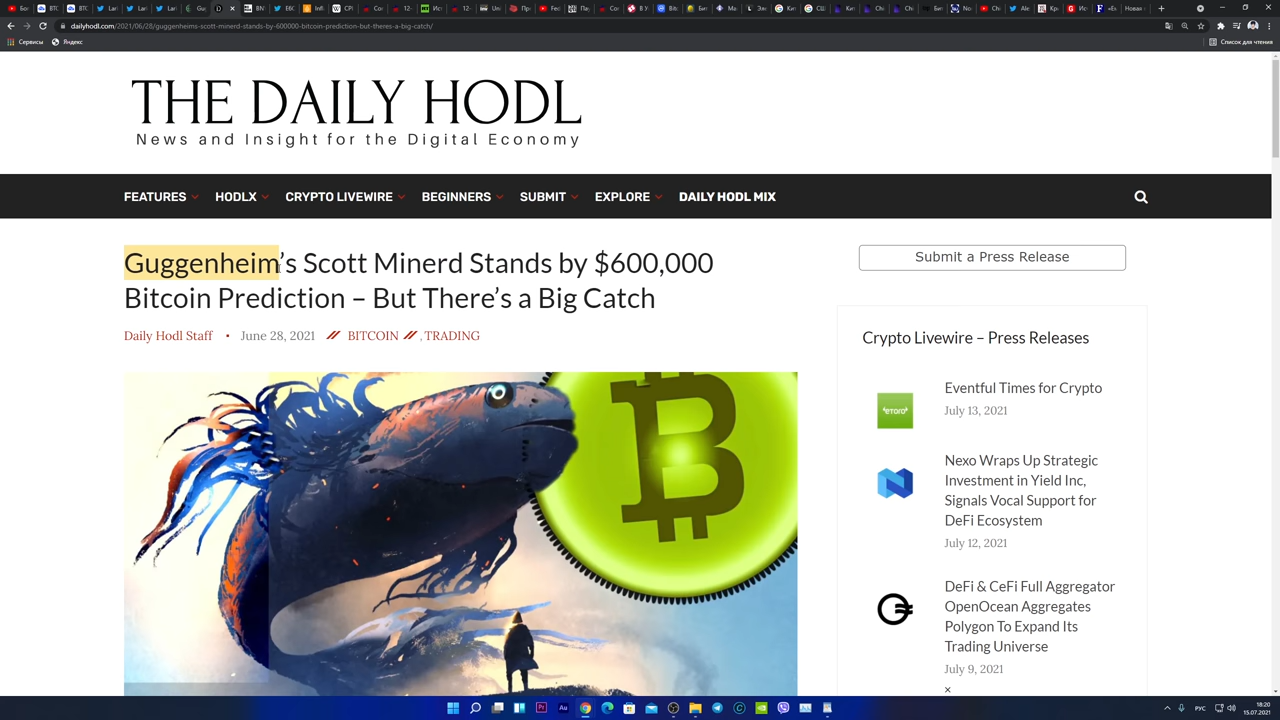 dailyhodl.com/2021/06/28/guggenheims-scott-minerd-stands-by-600000-bitcoin-prediction-but-theres-a-big-catch/
Сервисы
Яндекс
Список для чтения
THE DAILY HODL
News and Insight for the Digital Economy
FEATURES HODLX CRYPTO LIVEWIRE BEGINNERS SUBMIT EXPLORE DAILY HODL MIX
Guggenheim's Scott Minerd Stands by $600,000
Bitcoin Prediction – But There's a Big Catch
Daily Hodl Staff • June 28, 2021 // BITCOIN // , TRADING
Submit a Press Release
Crypto Livewire – Press Releases
Eventful Times for Crypto
July 13, 2021
eToro
Nexo Wraps Up Strategic
Investment in Yield Inc,
Signals Vocal Support for
DeFi Ecosystem
July 12, 2021
DeFi & CeFi Full Aggregator
OpenOcean Aggregates
Polygon To Expand Its
Trading Universe
July 9, 2021
×
Pr
Au
РУС
18:20
15.07.2021